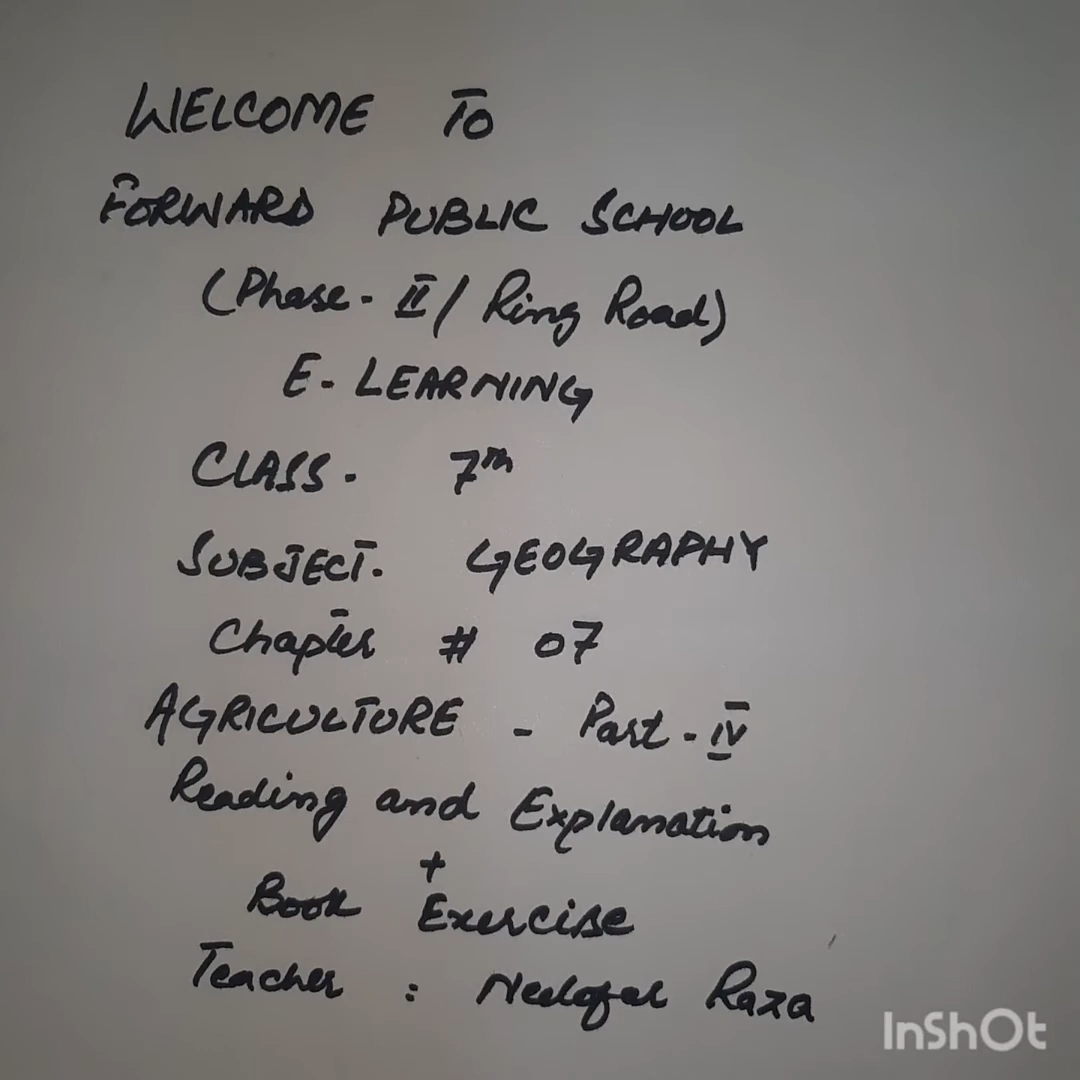 WELCOME TO
FORWARD PUBLIC SCHOOL
(Phase-II/ Ring Road)
E-LEARNING
CLASS- 7th
SUBJECT- GEOGRAPHY
Chapter # 07
AGRICULTURE - Part-IV
Reading and Explanation
+
Book Exercise
Teacher : Neelofar Raza
InShOt